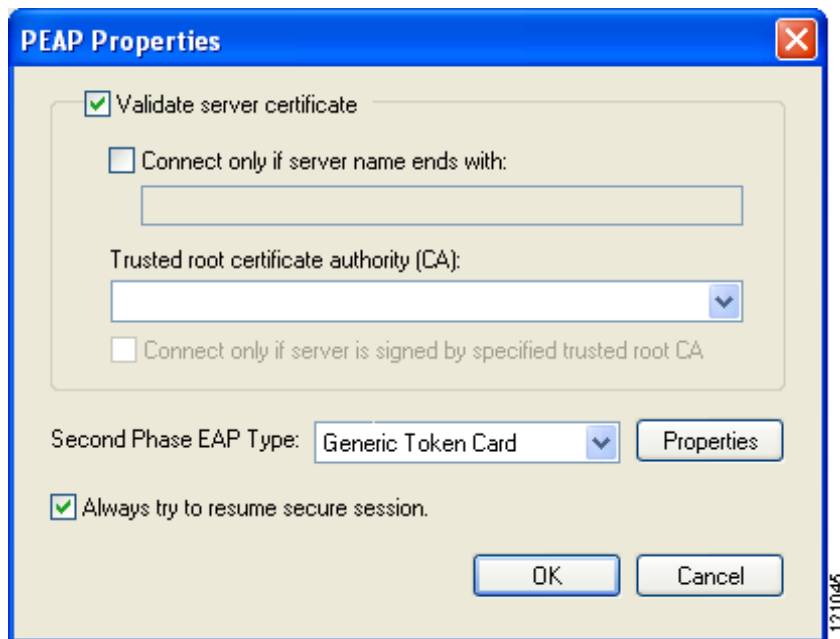 PEAP Properties
Validate server certificate
Connect only if server name ends with:
Trusted root certificate authority (CA):
Connect only if server is signed by specified trusted root CA
Second Phase EAP Type: Generic Token Card Properties
Always try to resume secure session.
OK Cancel